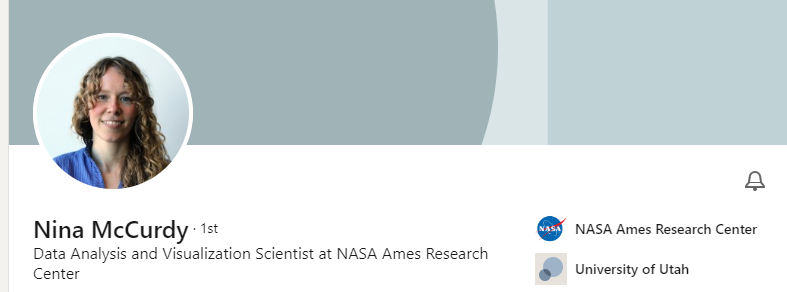 Nina McCurdy · 1st
Data Analysis and Visualization Scientist at NASA Ames Research
Center
NASA
NASA Ames Research Center
University of Utah